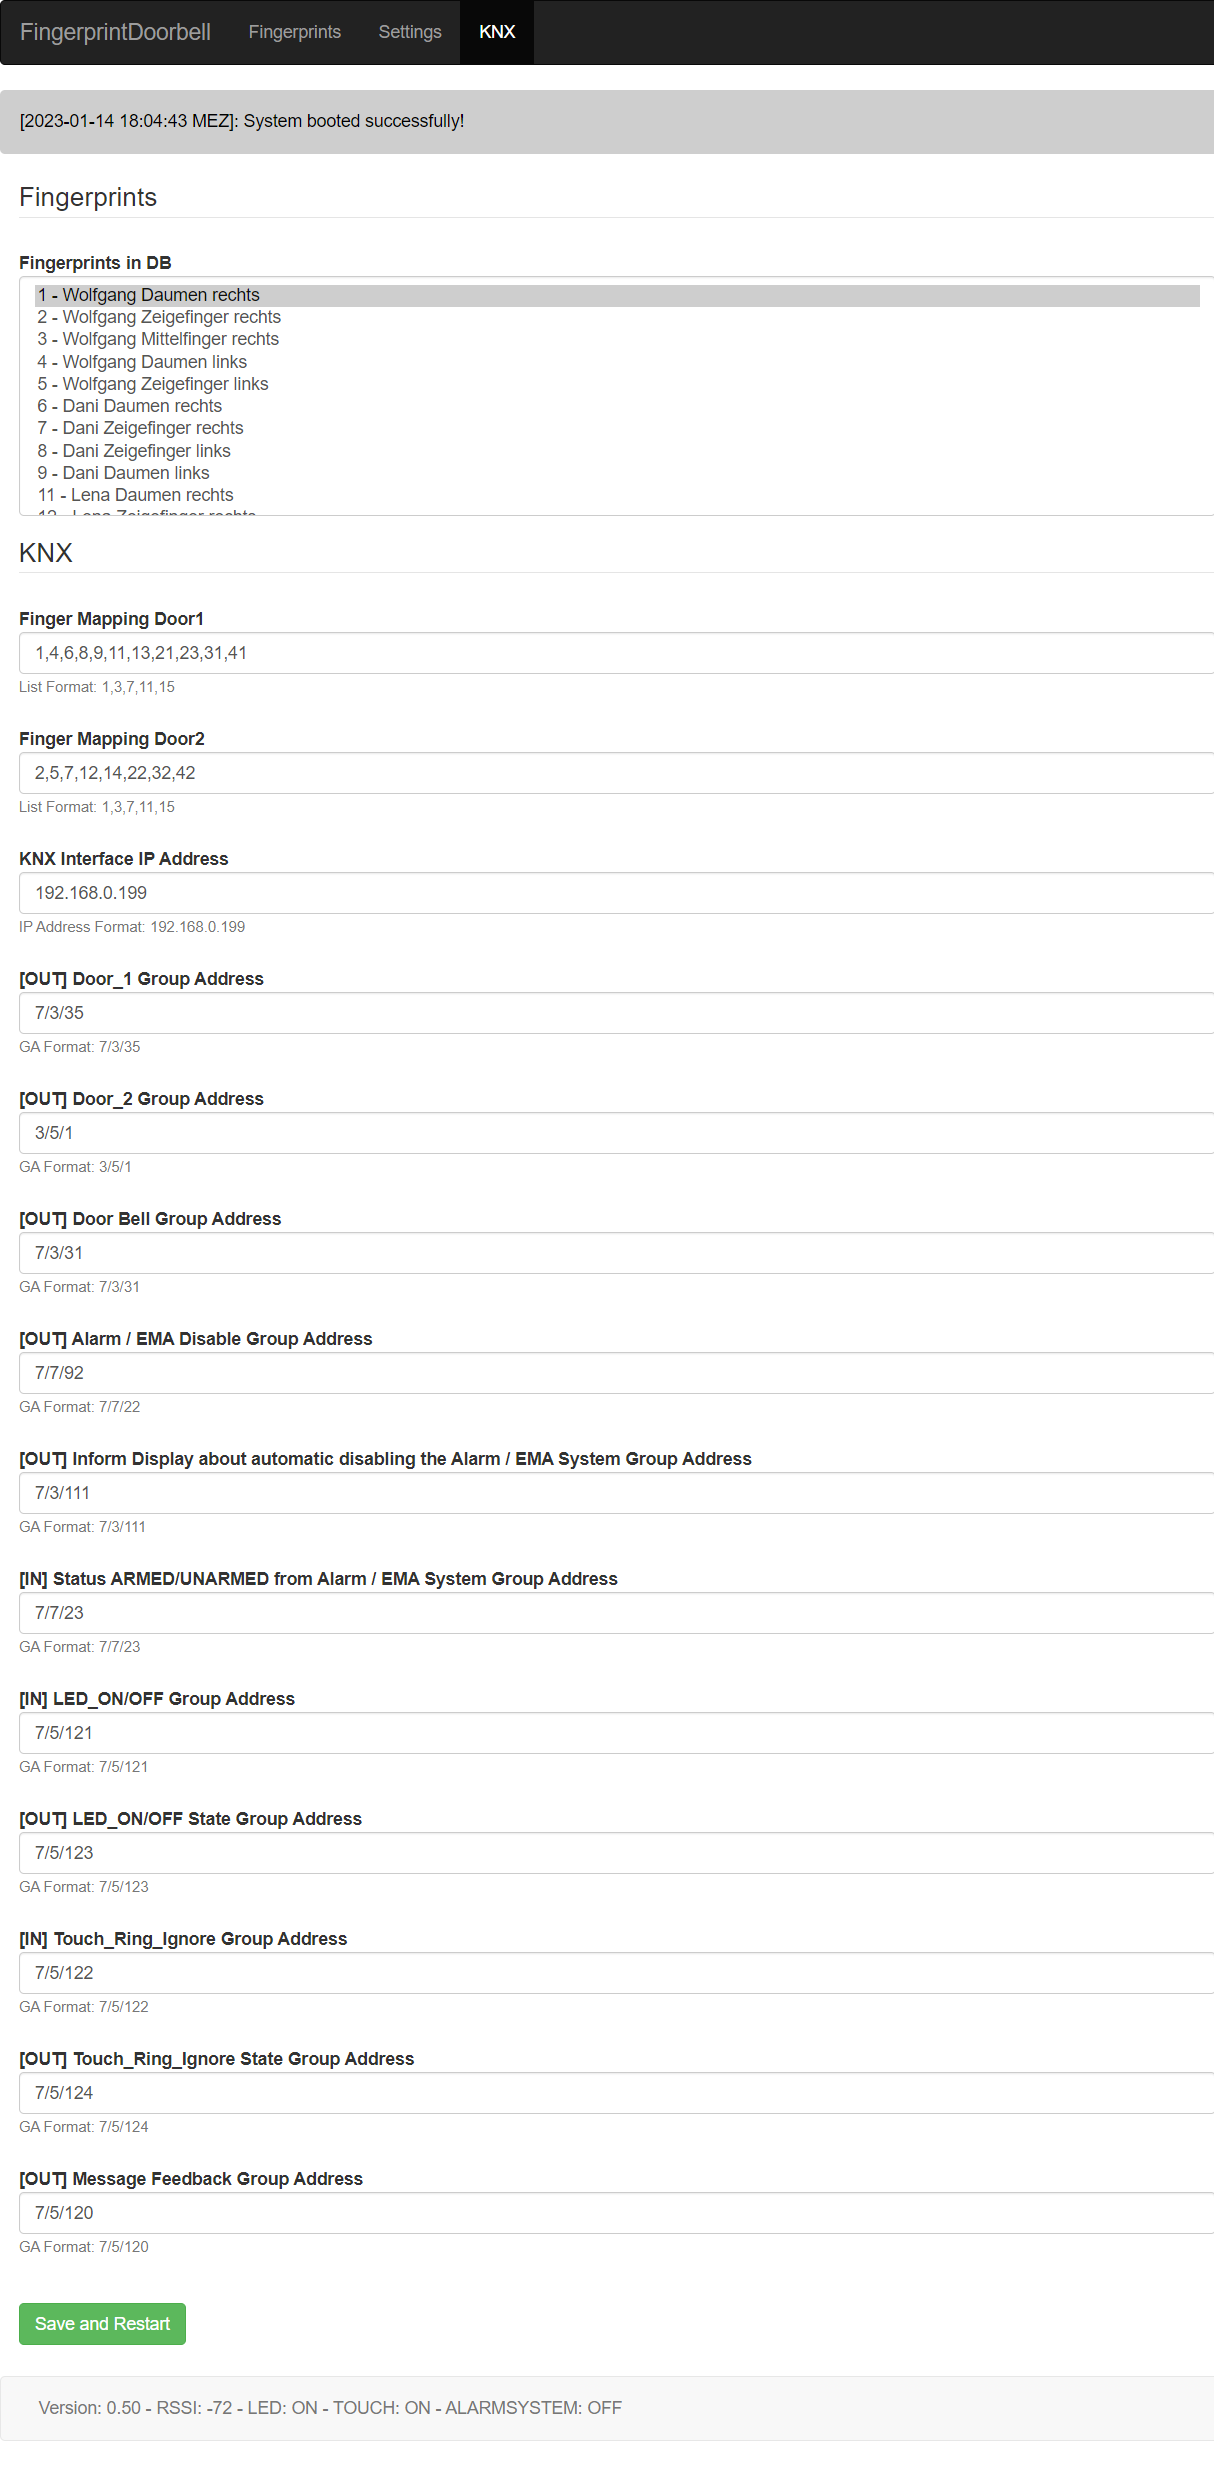 FingerprintDoorbell Fingerprints Settings KNX
[2023-01-14 18:04:43 MEZ]: System booted successfully!
Fingerprints
Fingerprints in DB
1 - Wolfgang Daumen rechts
2 - Wolfgang Zeigefinger rechts
3 - Wolfgang Mittelfinger rechts
4 - Wolfgang Daumen links
5 - Wolfgang Zeigefinger links
6 - Dani Daumen rechts
7 - Dani Zeigefinger rechts
8 - Dani Zeigefinger links
9 - Dani Daumen links
11 - Lena Daumen rechts
12 - Lena Zeigefinger rechts
KNX
Finger Mapping Door1
1,4,6,8,9,11,13,21,23,31,41
List Format: 1,3,7,11,15
Finger Mapping Door2
2,5,7,12,14,22,32,42
List Format: 1,3,7,11,15
KNX Interface IP Address
192.168.0.199
IP Address Format: 192.168.0.199
[OUT] Door_1 Group Address
7/3/35
GA Format: 7/3/35
[OUT] Door_2 Group Address
3/5/1
GA Format: 3/5/1
[OUT] Door Bell Group Address
7/3/31
GA Format: 7/3/31
[OUT] Alarm / EMA Disable Group Address
7/7/92
GA Format: 7/7/22
[OUT] Inform Display about automatic disabling the Alarm / EMA System Group Address
7/3/111
GA Format: 7/3/111
[IN] Status ARMED/UNARMED from Alarm / EMA System Group Address
7/7/23
GA Format: 7/7/23
[IN] LED_ON/OFF Group Address
7/5/121
GA Format: 7/5/121
[OUT] LED_ON/OFF State Group Address
7/5/123
GA Format: 7/5/123
[IN] Touch_Ring_Ignore Group Address
7/5/122
GA Format: 7/5/122
[OUT] Touch_Ring_Ignore State Group Address
7/5/124
GA Format: 7/5/124
[OUT] Message Feedback Group Address
7/5/120
GA Format: 7/5/120
Save and Restart
Version: 0.50 - RSSI: -72 - LED: ON - TOUCH: ON - ALARMSYSTEM: OFF